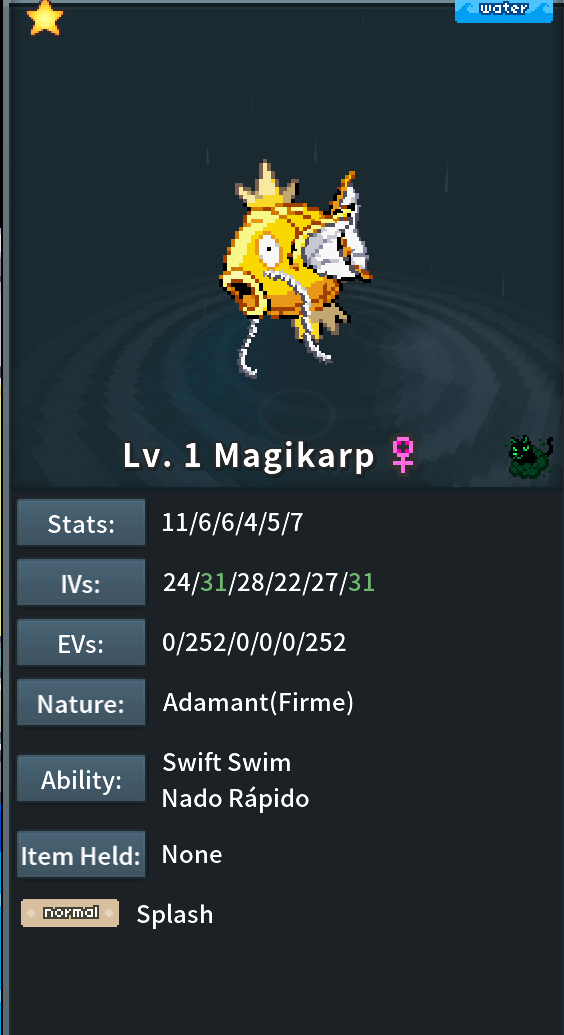 water
Lv. 1 Magikarp ♀
Stats: 11/6/6/4/5/7
IVs: 24/31/28/22/27/31
EVs: 0/252/0/0/0/252
Nature: Adamant(Firme)
Ability: Swift Swim
Nado Rápido
Item Held: None
normal Splash